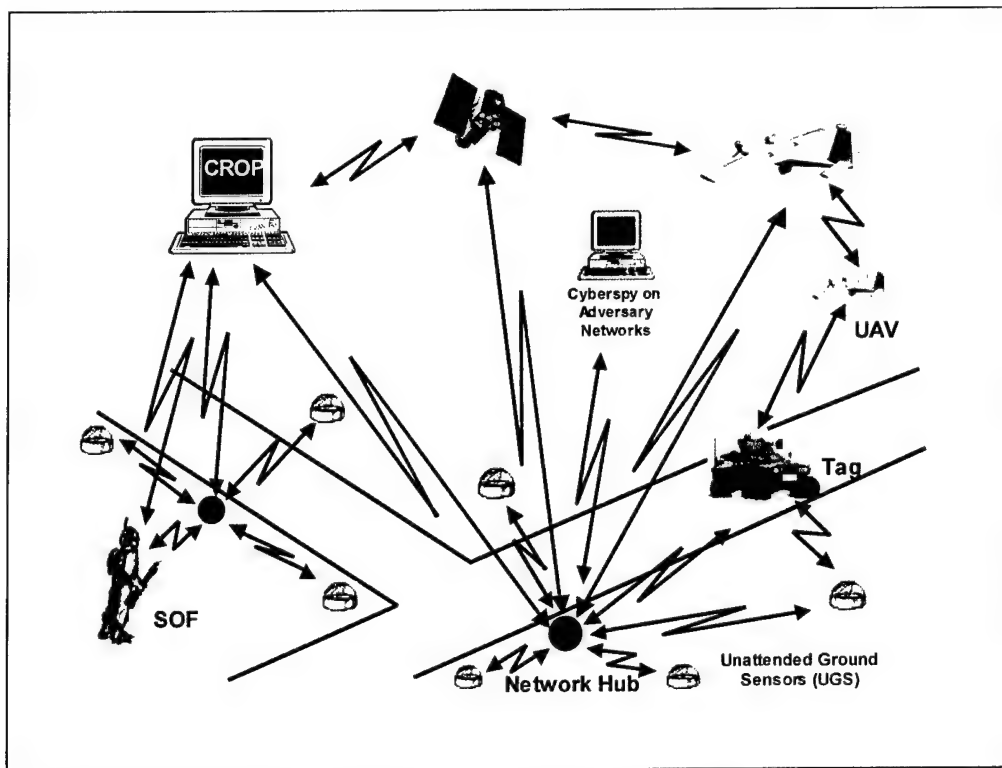 CROP
Cyberspy on
Adversary
Networks
UAV
Tag
SOF
Unattended Ground
Sensors (UGS)
Network Hub